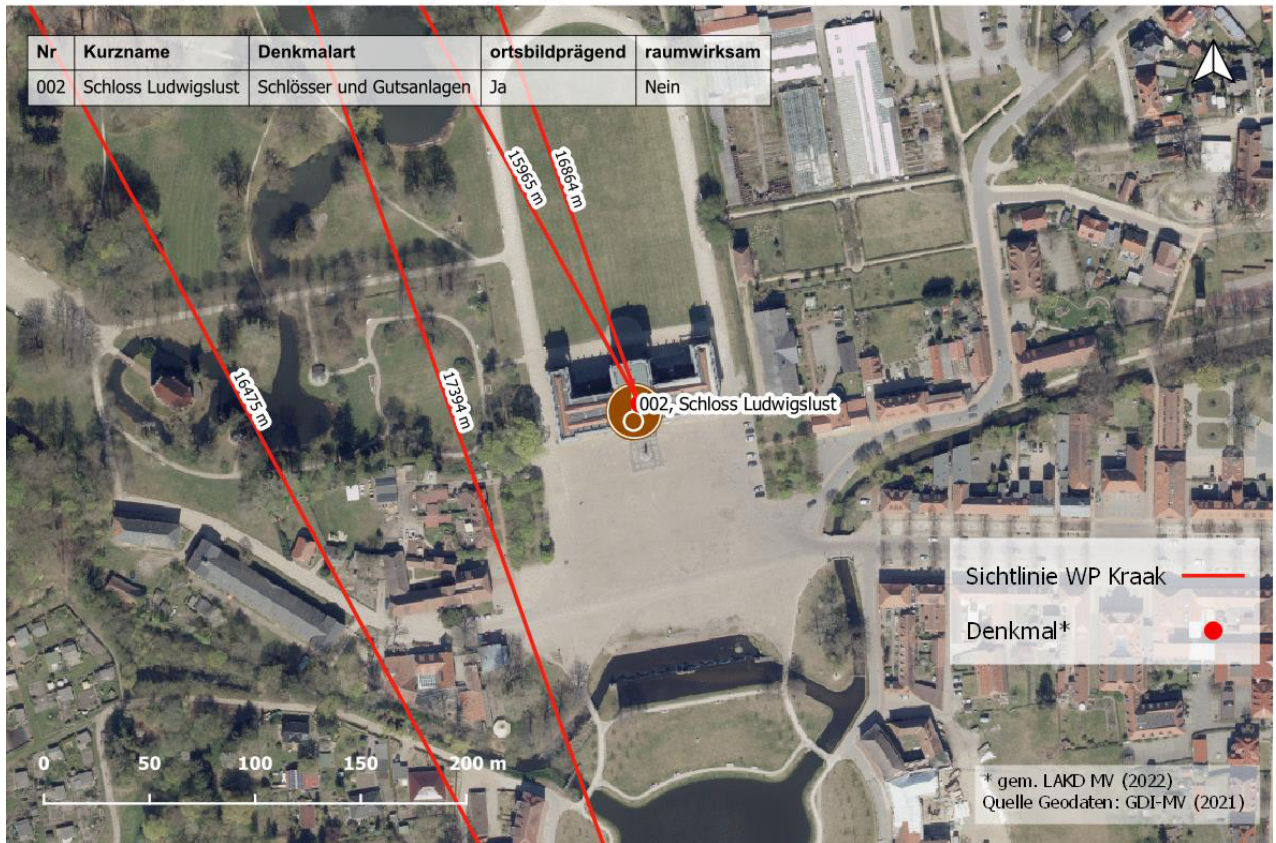 Nr Kurzname Denkmalart ortsbildprägend raumwirksam
002 Schloss Ludwigslust Schlösser und Gutsanlagen Ja Nein
15965 m
16864 m
16475 m
17394 m
002, Schloss Ludwigslust
Sichtlinie WP Kraak
Denkmal*
0 50 100 150 200 m
* gem. LAKD MV (2022)
Quelle Geodaten: GDI-MV (2021)